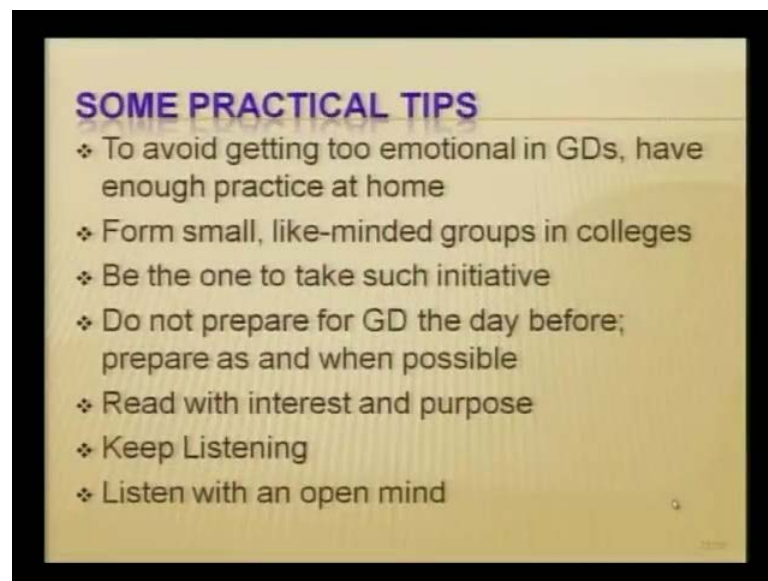 SOME PRACTICAL TIPS
❖ To avoid getting too emotional in GDs, have
enough practice at home
❖ Form small, like-minded groups in colleges
❖ Be the one to take such initiative
❖ Do not prepare for GD the day before;
prepare as and when possible
❖ Read with interest and purpose
❖ Keep Listening
❖ Listen with an open mind